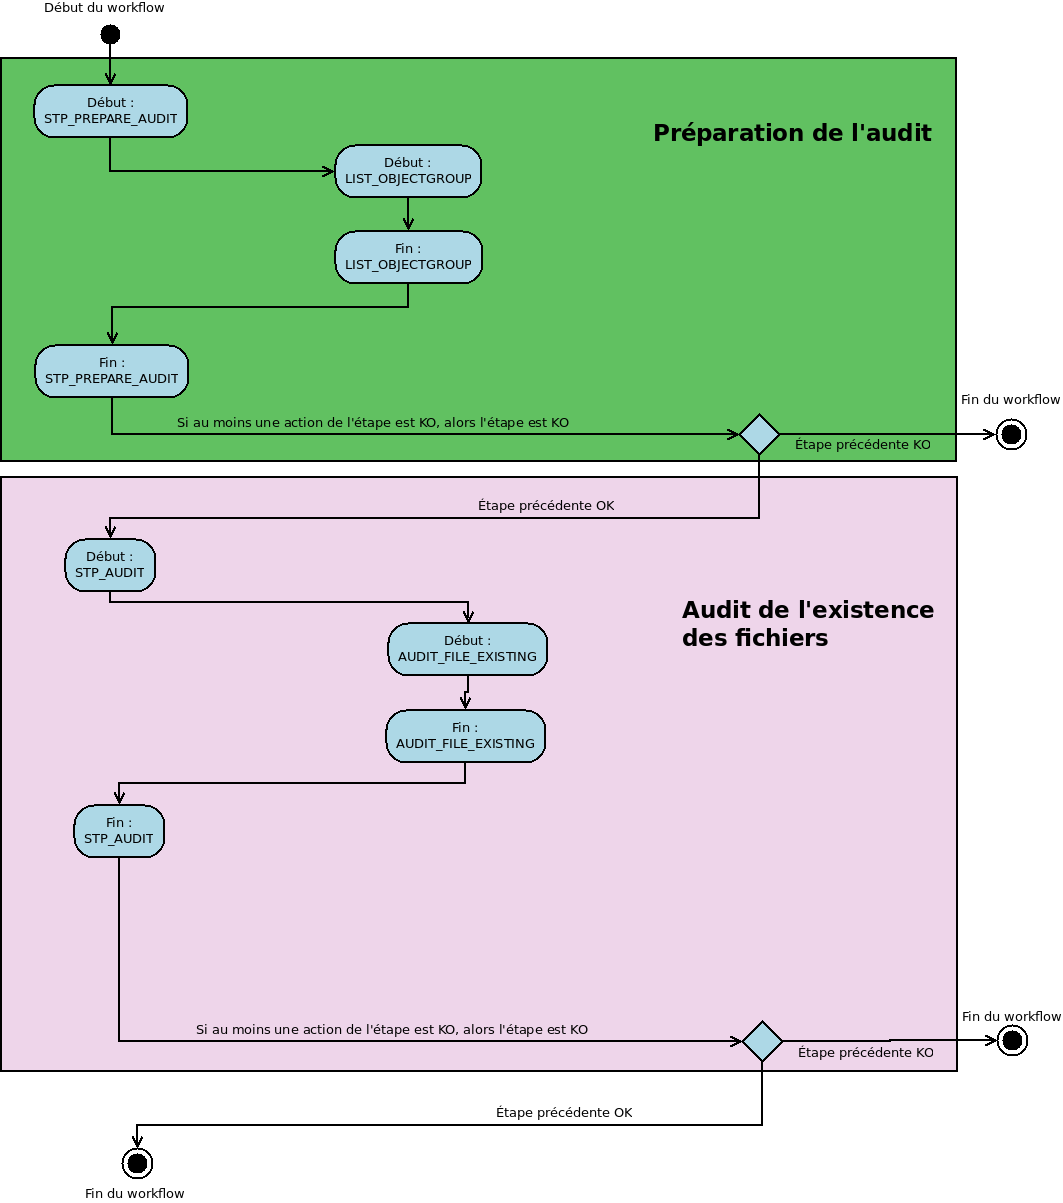 Début du workflow
Début :
STP_PREPARE_AUDIT
Préparation de l'audit
Début :
LIST_OBJECTGROUP
Fin :
LIST_OBJECTGROUP
Fin :
STP_PREPARE_AUDIT
Si au moins une action de l'étape est KO, alors l'étape est KO
Fin du workflow
Étape précédente KO
Étape précédente OK
Début :
STP_AUDIT
Audit de l'existence
des fichiers
Début :
AUDIT_FILE_EXISTING
Fin :
AUDIT_FILE_EXISTING
Fin :
STP_AUDIT
Si au moins une action de l'étape est KO, alors l'étape est KO
Fin du workflow
Étape précédente KO
Étape précédente OK
Fin du workflow